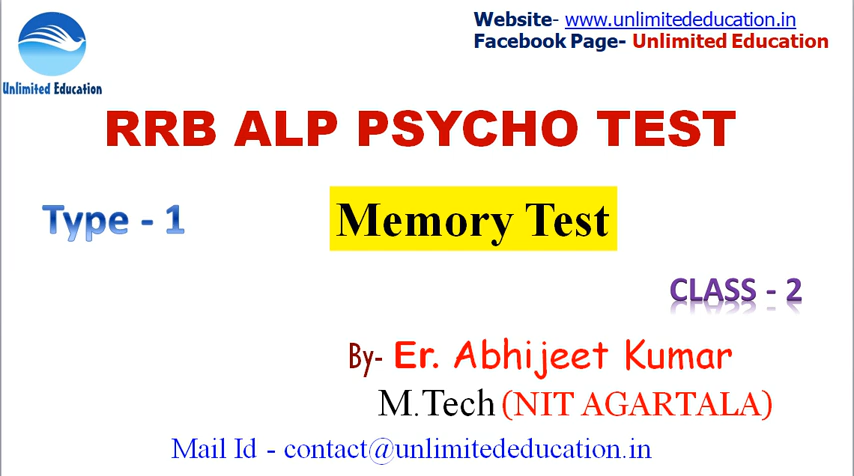 Website- www.unlimitededucation.in
Facebook Page- Unlimited Education
Unlimited Education
RRB ALP PSYCHO TEST
Type - 1
Memory Test
CLASS - 2
By- Er. Abhijeet Kumar
M.Tech (NIT AGARTALA)
Mail Id - contact@unlimitededucation.in